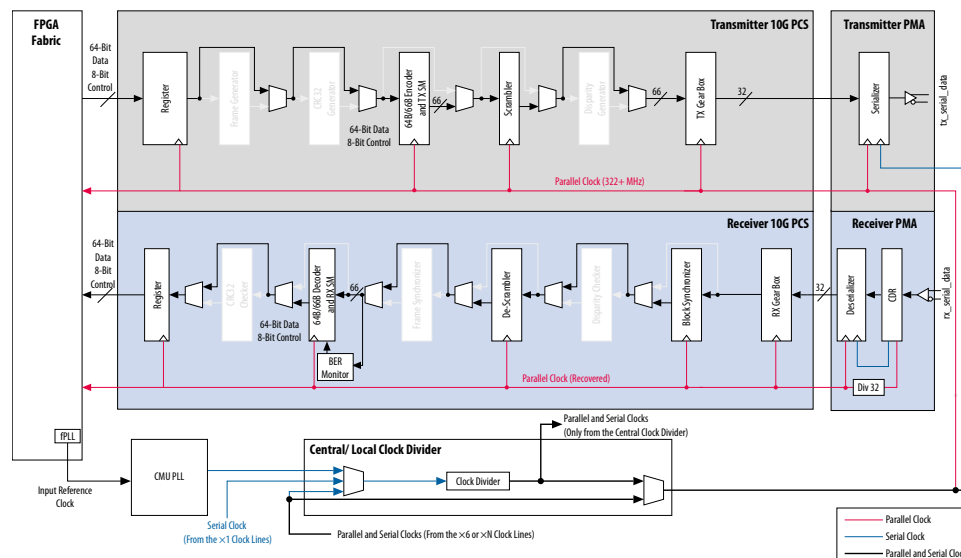 FPGA
Fabric
Transmitter 10G PCS
Transmitter PMA
64-Bit
Data
8-Bit
Control
Register
Frame Generator
CRC32
Generator
64-Bit Data
8-Bit Control
64B/66B Encoder
and TX SM
66
Scrambler
Disparity
Generator
66
TX Gear Box
32
Serializer
tx_serial_data
Parallel Clock (322+ MHz)
Receiver 10G PCS
Receiver PMA
64-Bit
Data
8-Bit
Control
Register
CRC32
Checker
64-Bit Data
8-Bit Control
64B/66B Decoder
and RX SM
66
BER
Monitor
Frame Synchronizer
De-Scrambler
Disparity Checker
Block Synchronizer
RX Gear Box
32
Deserializer
CDR
rx_serial_data
Parallel Clock (Recovered)
Div 32
fPLL
Input Reference
Clock
CMU PLL
Central/ Local Clock Divider
Clock Divider
Parallel and Serial Clocks
(Only from the Central Clock Divider)
Serial Clock
(From the ×1 Clock Lines)
Parallel and Serial Clocks (From the ×6 or ×N Clock Lines)
Parallel Clock
Serial Clock
Parallel and Serial Clock